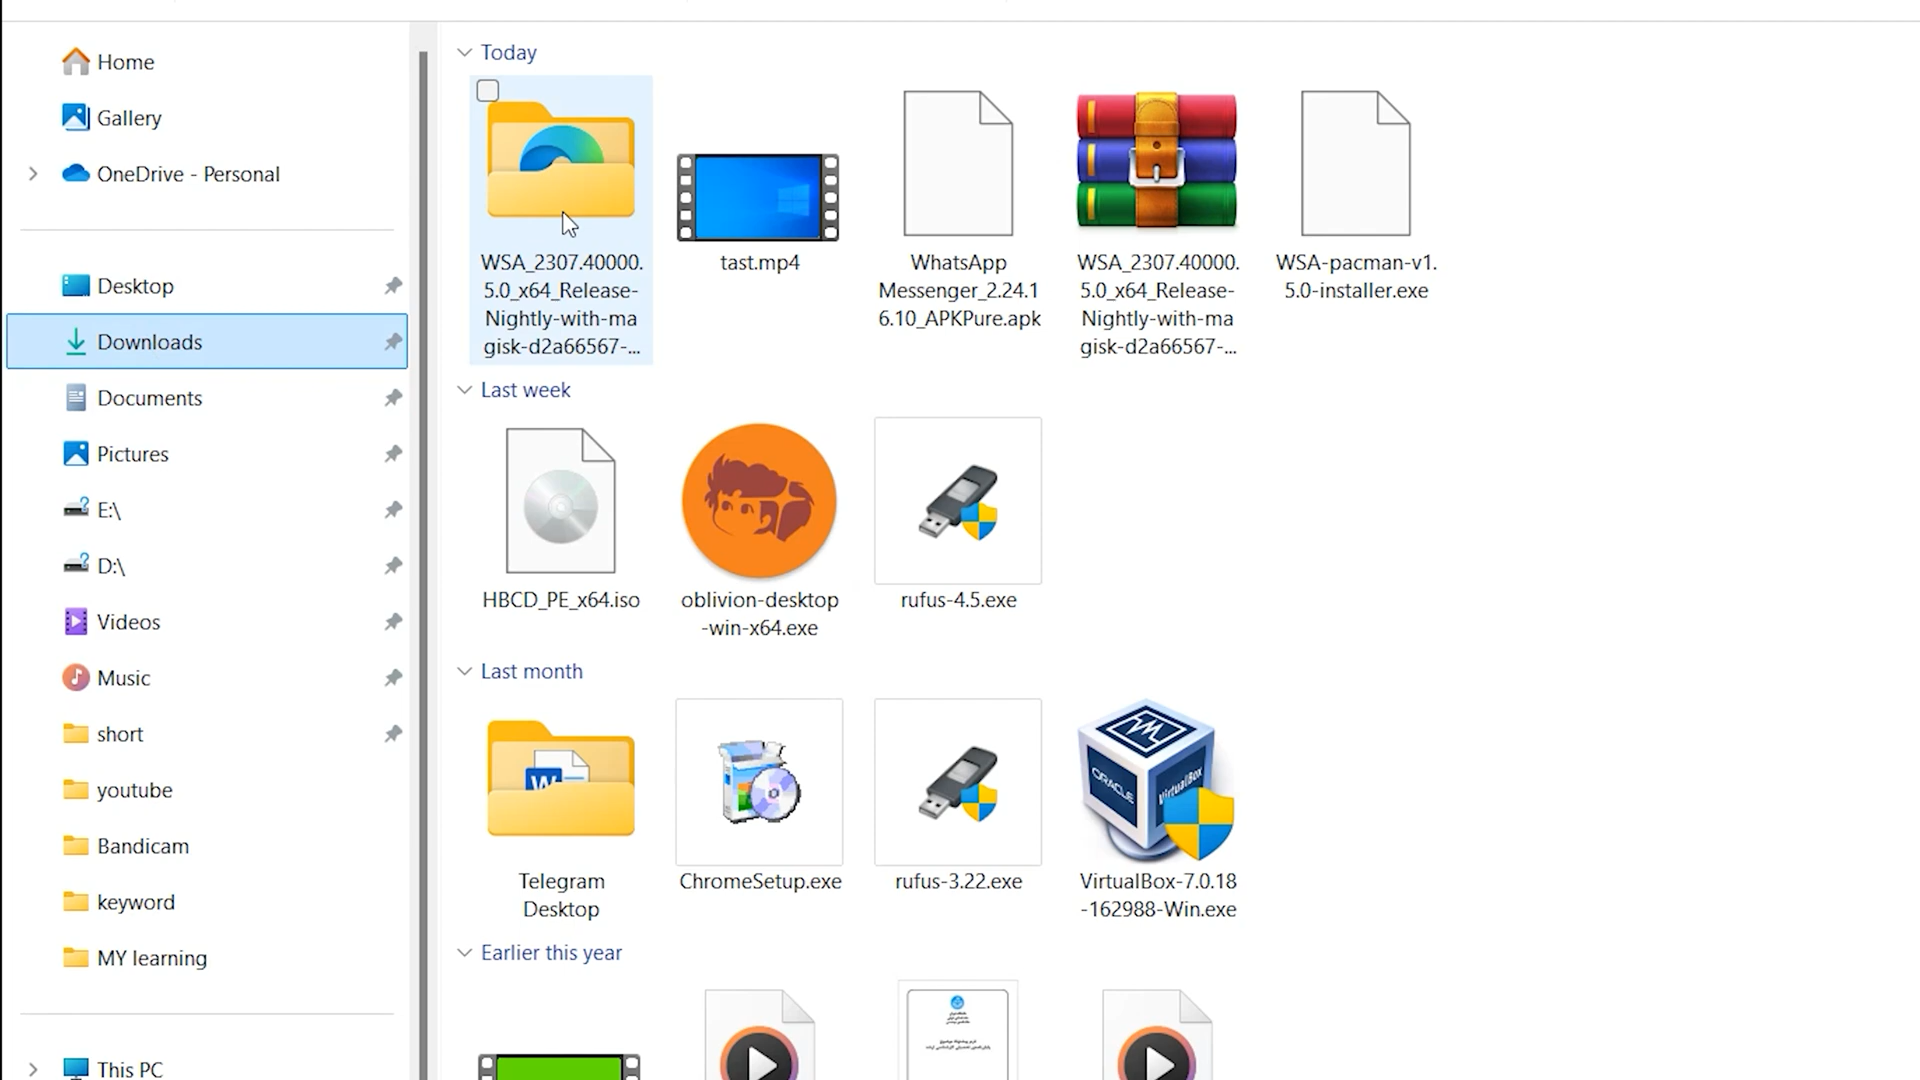 Home
Gallery
OneDrive - Personal
Desktop
Downloads
Documents
Pictures
E:\
D:\
Videos
Music
short
youtube
Bandicam
keyword
MY learning
This PC
Today
WSA_2307.40000.
5.0_x64_Release-
Nightly-with-ma
gisk-d2a66567-...
tast.mp4
WhatsApp
Messenger_2.24.1
6.10_APKPure.apk
WSA_2307.40000.
5.0_x64_Release-
Nightly-with-ma
gisk-d2a66567-...
WSA-pacman-v1.
5.0-installer.exe
Last week
HBCD_PE_x64.iso
oblivion-desktop
-win-x64.exe
rufus-4.5.exe
Last month
W
Telegram
Desktop
ChromeSetup.exe
rufus-3.22.exe
ORACLE
VirtualBox
VirtualBox-7.0.18
-162988-Win.exe
Earlier this year